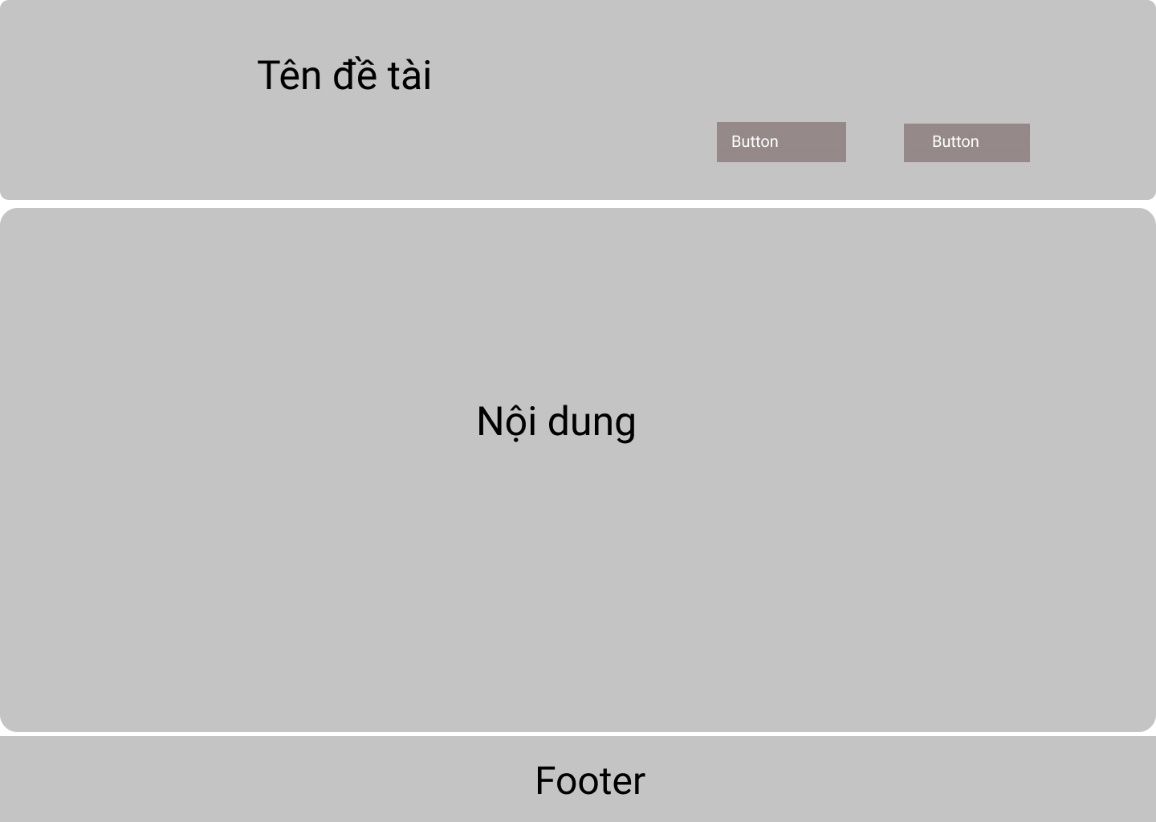 Tên đề tài
Button
Button
Nội dung
Footer